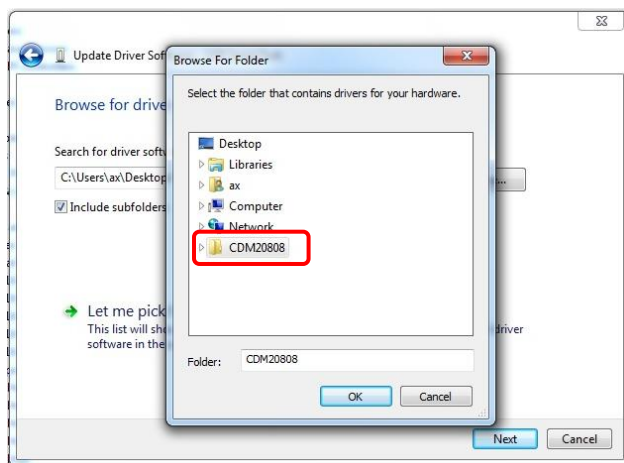 Update Driver Sof
Browse For Folder
Browse for drive
Select the folder that contains drivers for your hardware.
Search for driver softw
C:\Users\ax\Desktop
...
Include subfolders
Desktop
Libraries
ax
Computer
Network
CDM20808
Let me pick
This list will sho
driver
software in the
Folder: CDM20808
OK Cancel
Next Cancel